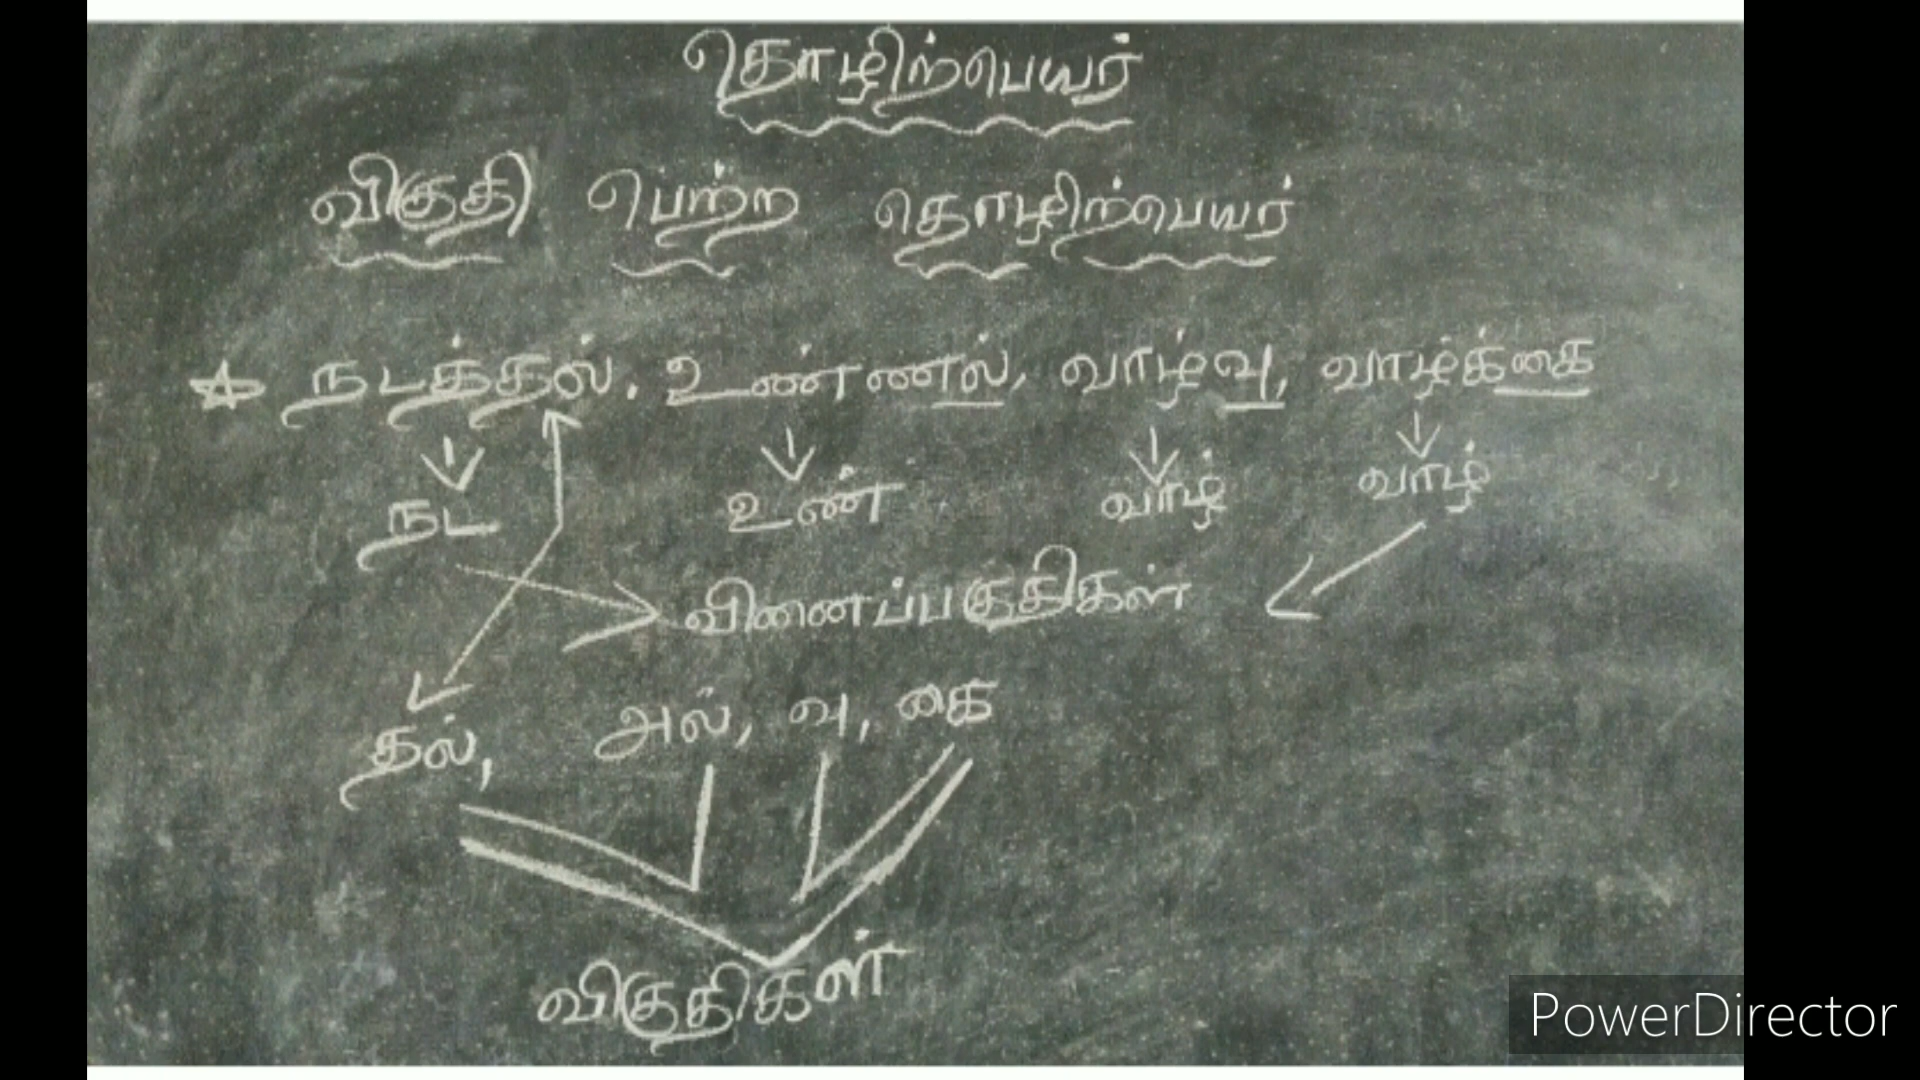 தொழிற்பெயர்
விகுதி பெற்ற தொழிற்பெயர்
நடத்தல், உண்ணல், வாழ்வு, வாழ்க்கை
நட உண் வாழ் வாழ்
வினைப்பகுதிகள்
தல், அல், வு, கை
விகுதிகள்
PowerDirector